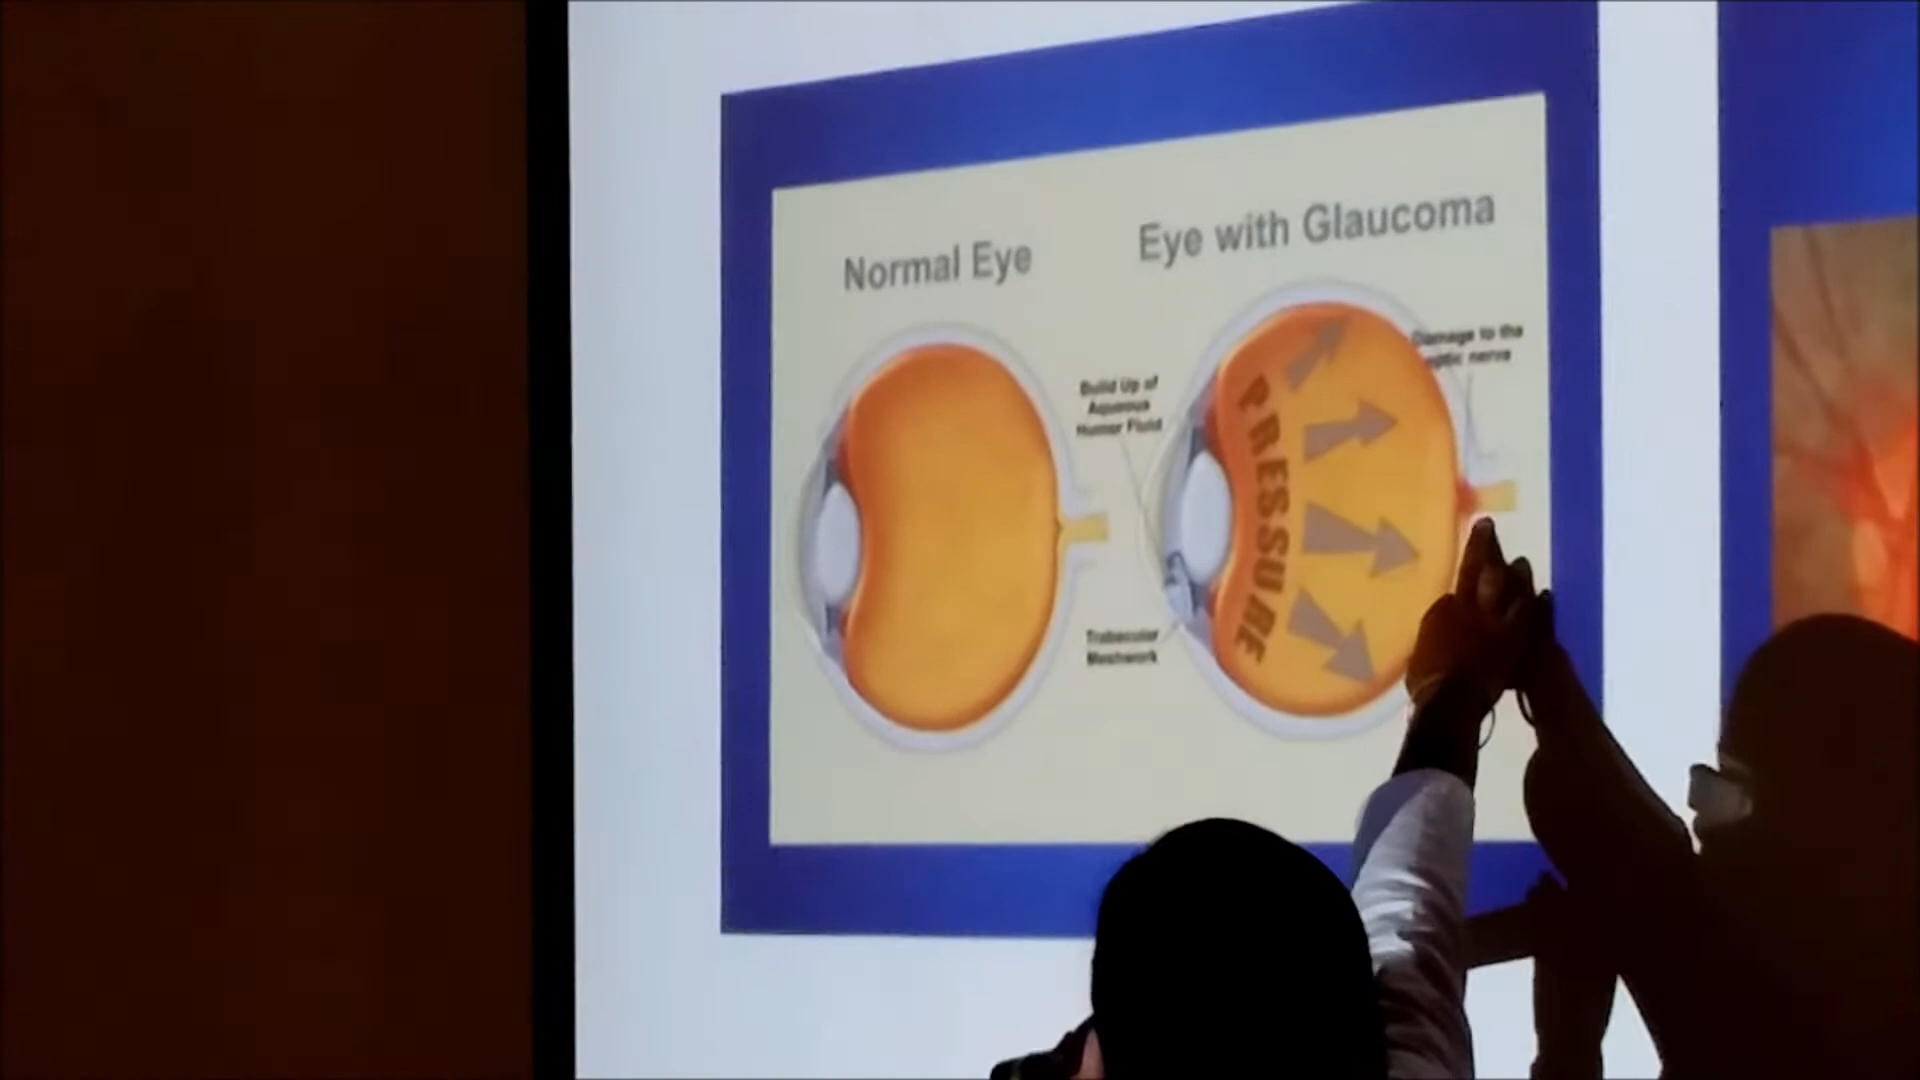 Normal Eye
Eye with Glaucoma
Damage to the
optic nerve
Build Up of
Aqueous
Humor Fluid
PRESSURE
Trabecular
Meshwork